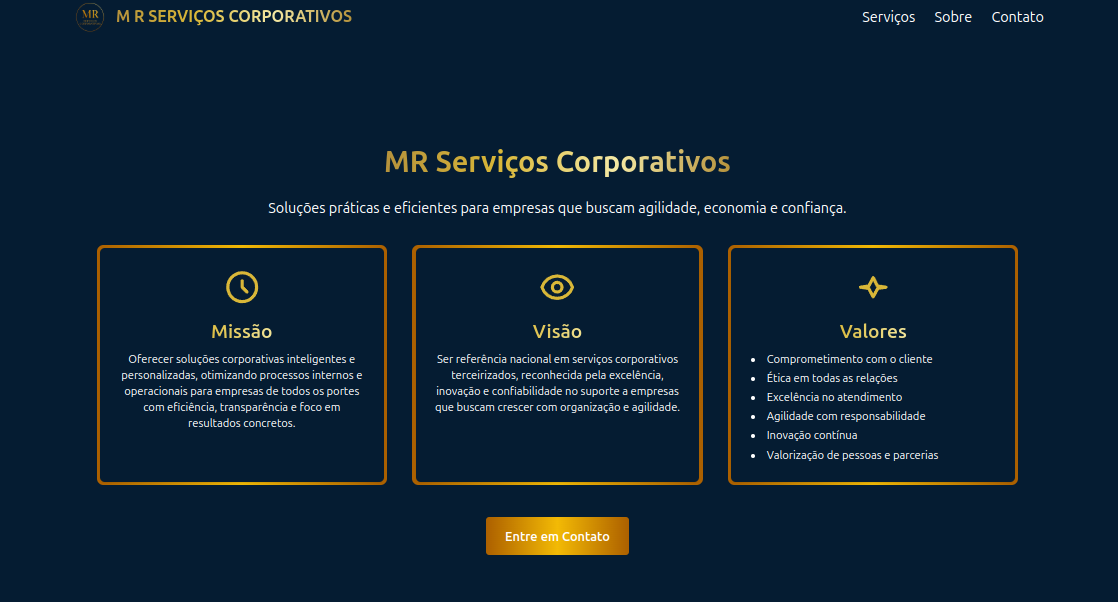 MR
M R SERVIÇOS CORPORATIVOS
Serviços Sobre Contato
MR Serviços Corporativos
Soluções práticas e eficientes para empresas que buscam agilidade, economia e confiança.
Missão
Oferecer soluções corporativas inteligentes e
personalizadas, otimizando processos internos e
operacionais para empresas de todos os portes
com eficiência, transparência e foco em
resultados concretos.
Visão
Ser referência nacional em serviços corporativos
terceirizados, reconhecida pela excelência,
inovação e confiabilidade no suporte a empresas
que buscam crescer com organização e agilidade.
Valores
Comprometimento com o cliente
Ética em todas as relações
Excelência no atendimento
Agilidade com responsabilidade
Inovação contínua
Valorização de pessoas e parcerias
Entre em Contato